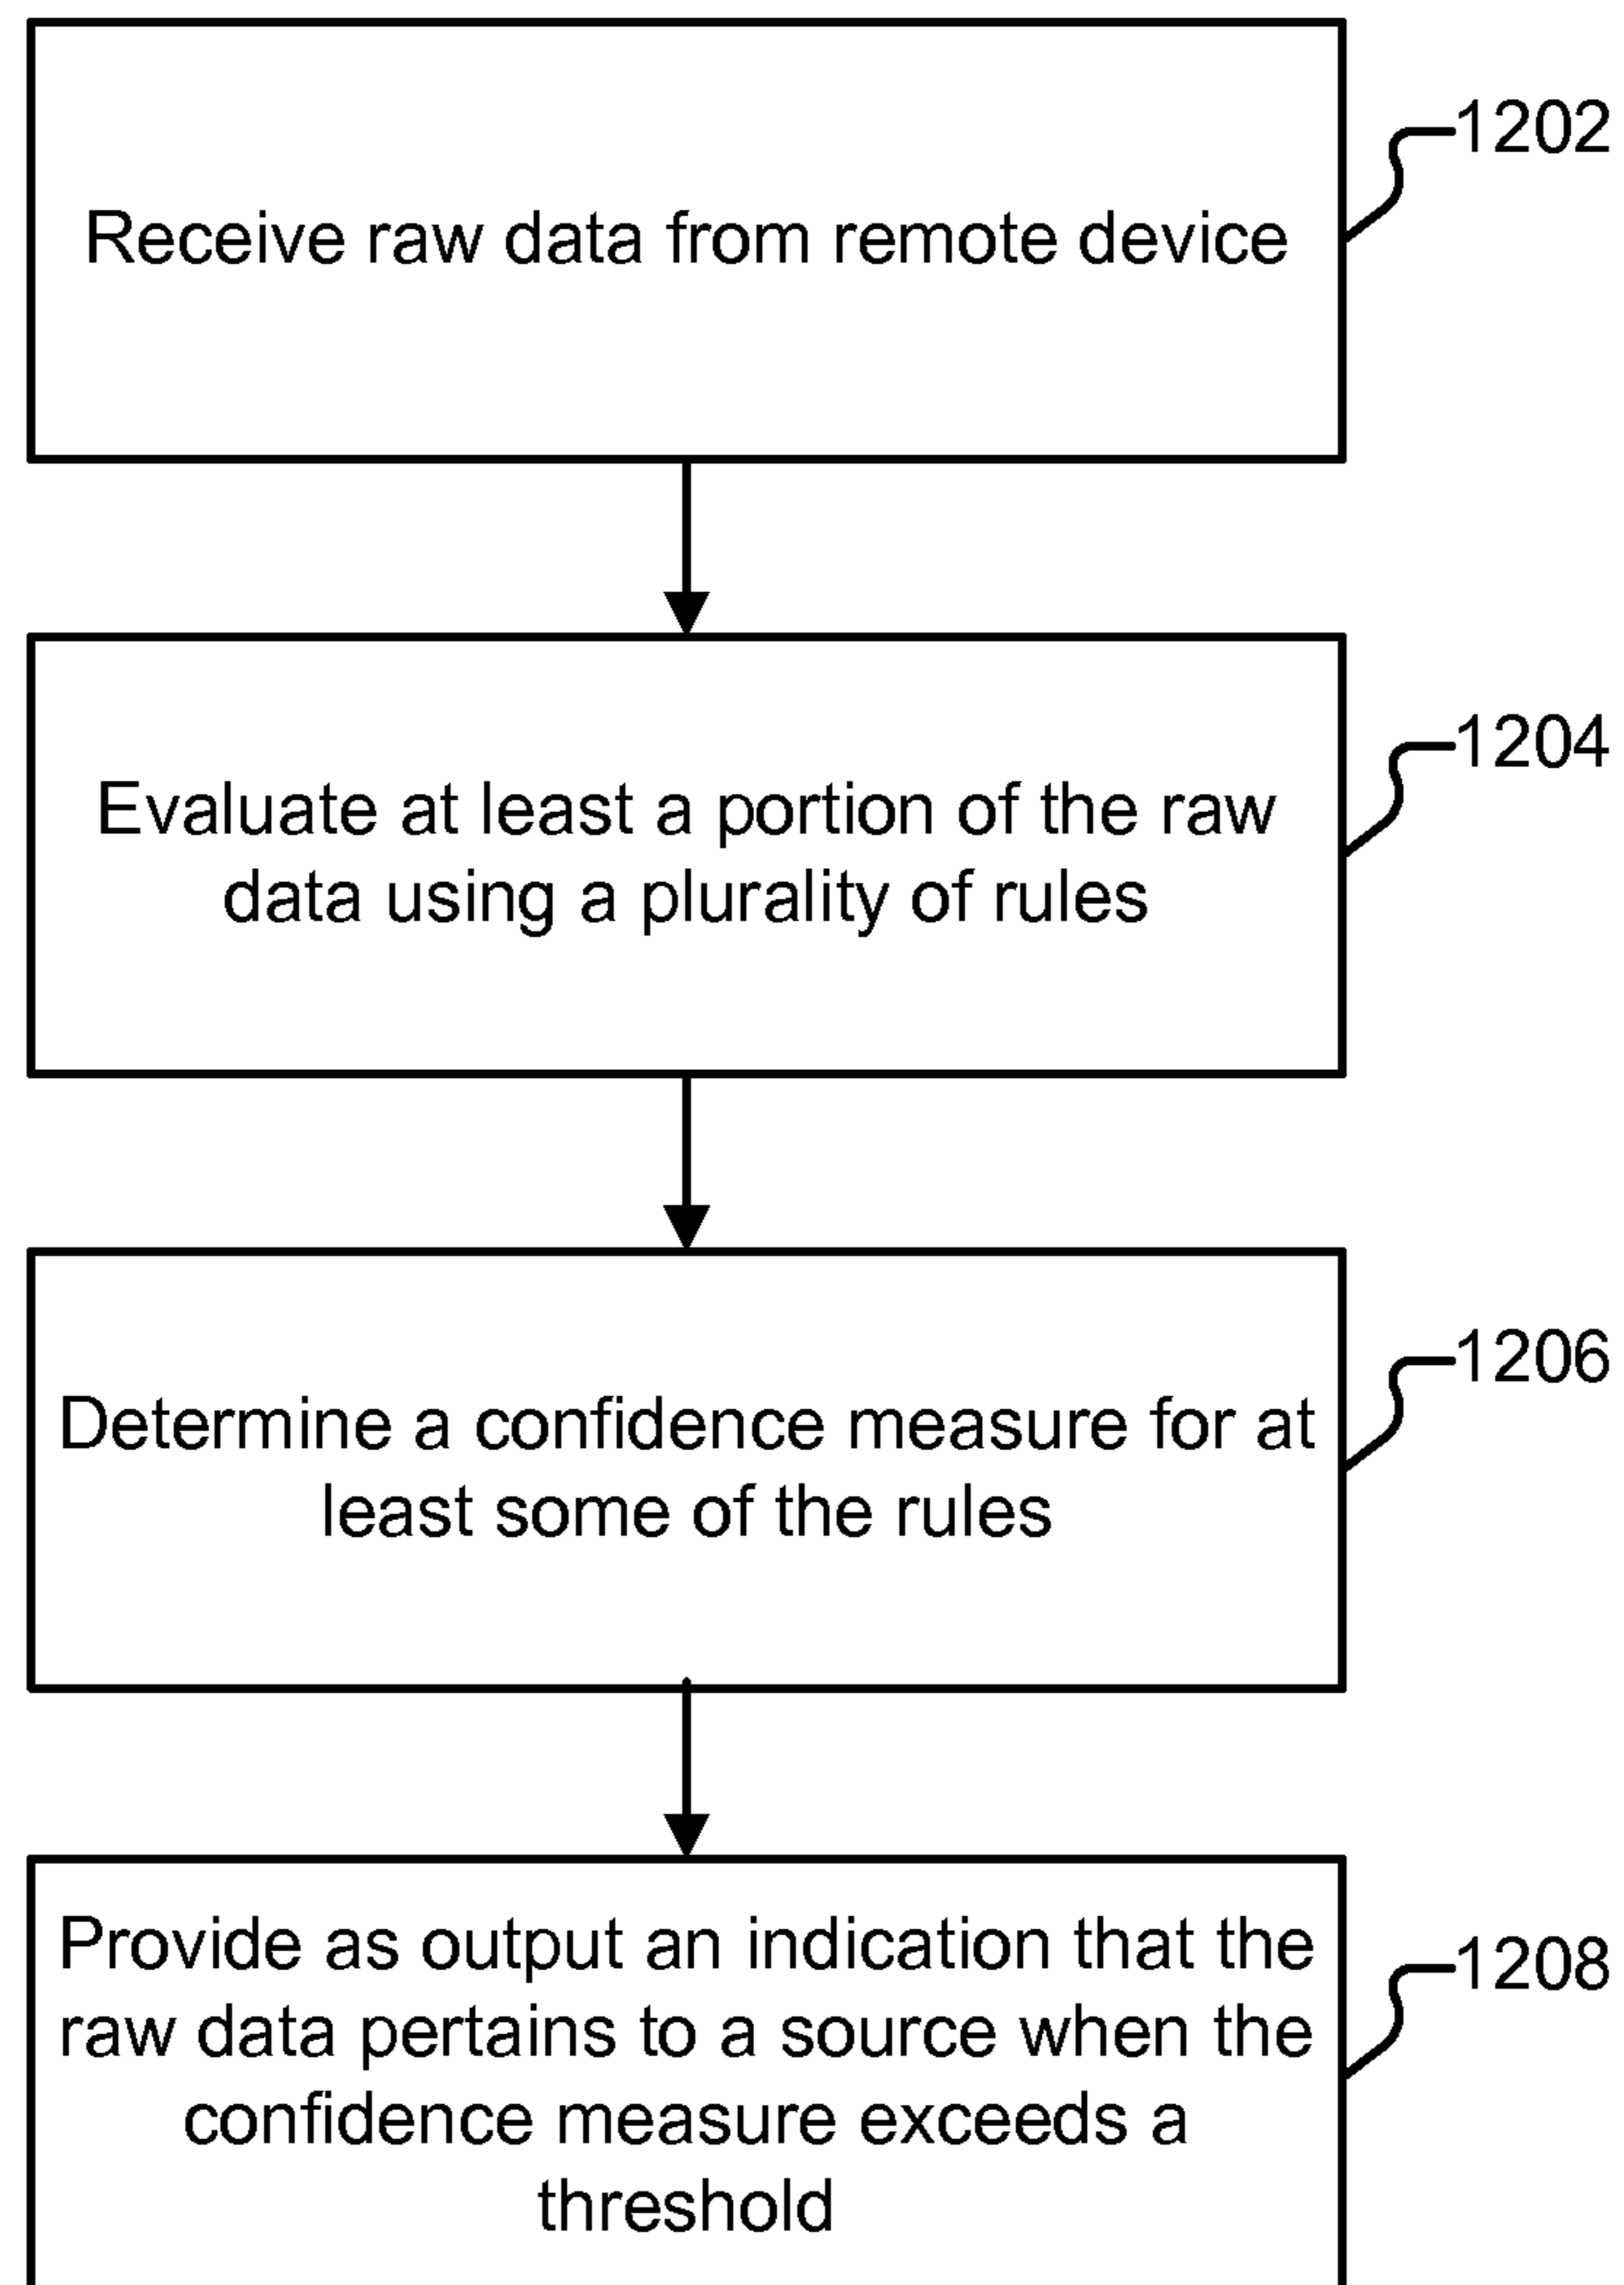 1202
Receive raw data from remote device
1204
Evaluate at least a portion of the raw
data using a plurality of rules
1206
Determine a confidence measure for at
least some of the rules
1208
Provide as output an indication that the
raw data pertains to a source when the
confidence measure exceeds a
threshold